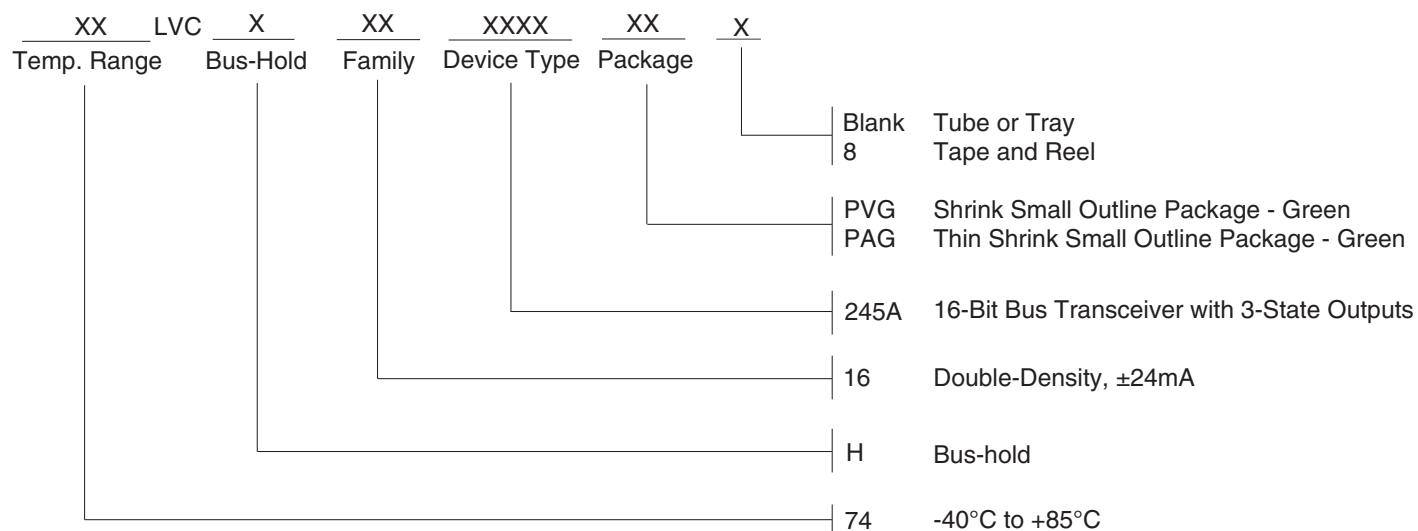 XX LVC X XX XXXX XX X
Temp. Range Bus-Hold Family Device Type Package
Blank Tube or Tray
8 Tape and Reel
PVG Shrink Small Outline Package - Green
PAG Thin Shrink Small Outline Package - Green
245A 16-Bit Bus Transceiver with 3-State Outputs
16 Double-Density, ±24mA
H Bus-hold
74 -40°C to +85°C